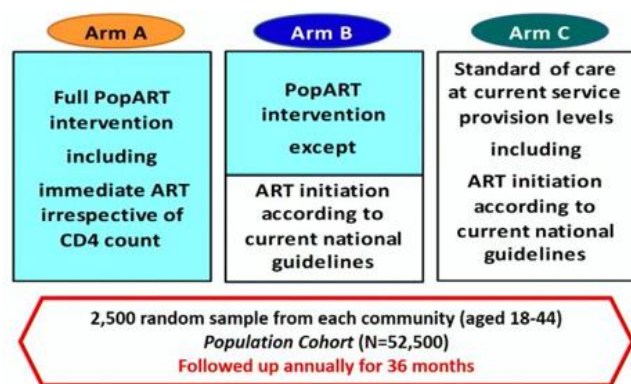 Arm A
Full PopART
intervention
including
immediate ART
irrespective of
CD4 count
Arm B
PopART
intervention
except
ART initiation
according to
current national
guidelines
Arm C
Standard of care
at current service
provision levels
including
ART initiation
according to
current national
guidelines
2,500 random sample from each community (aged 18-44)
Population Cohort (N=52,500)
Followed up annually for 36 months